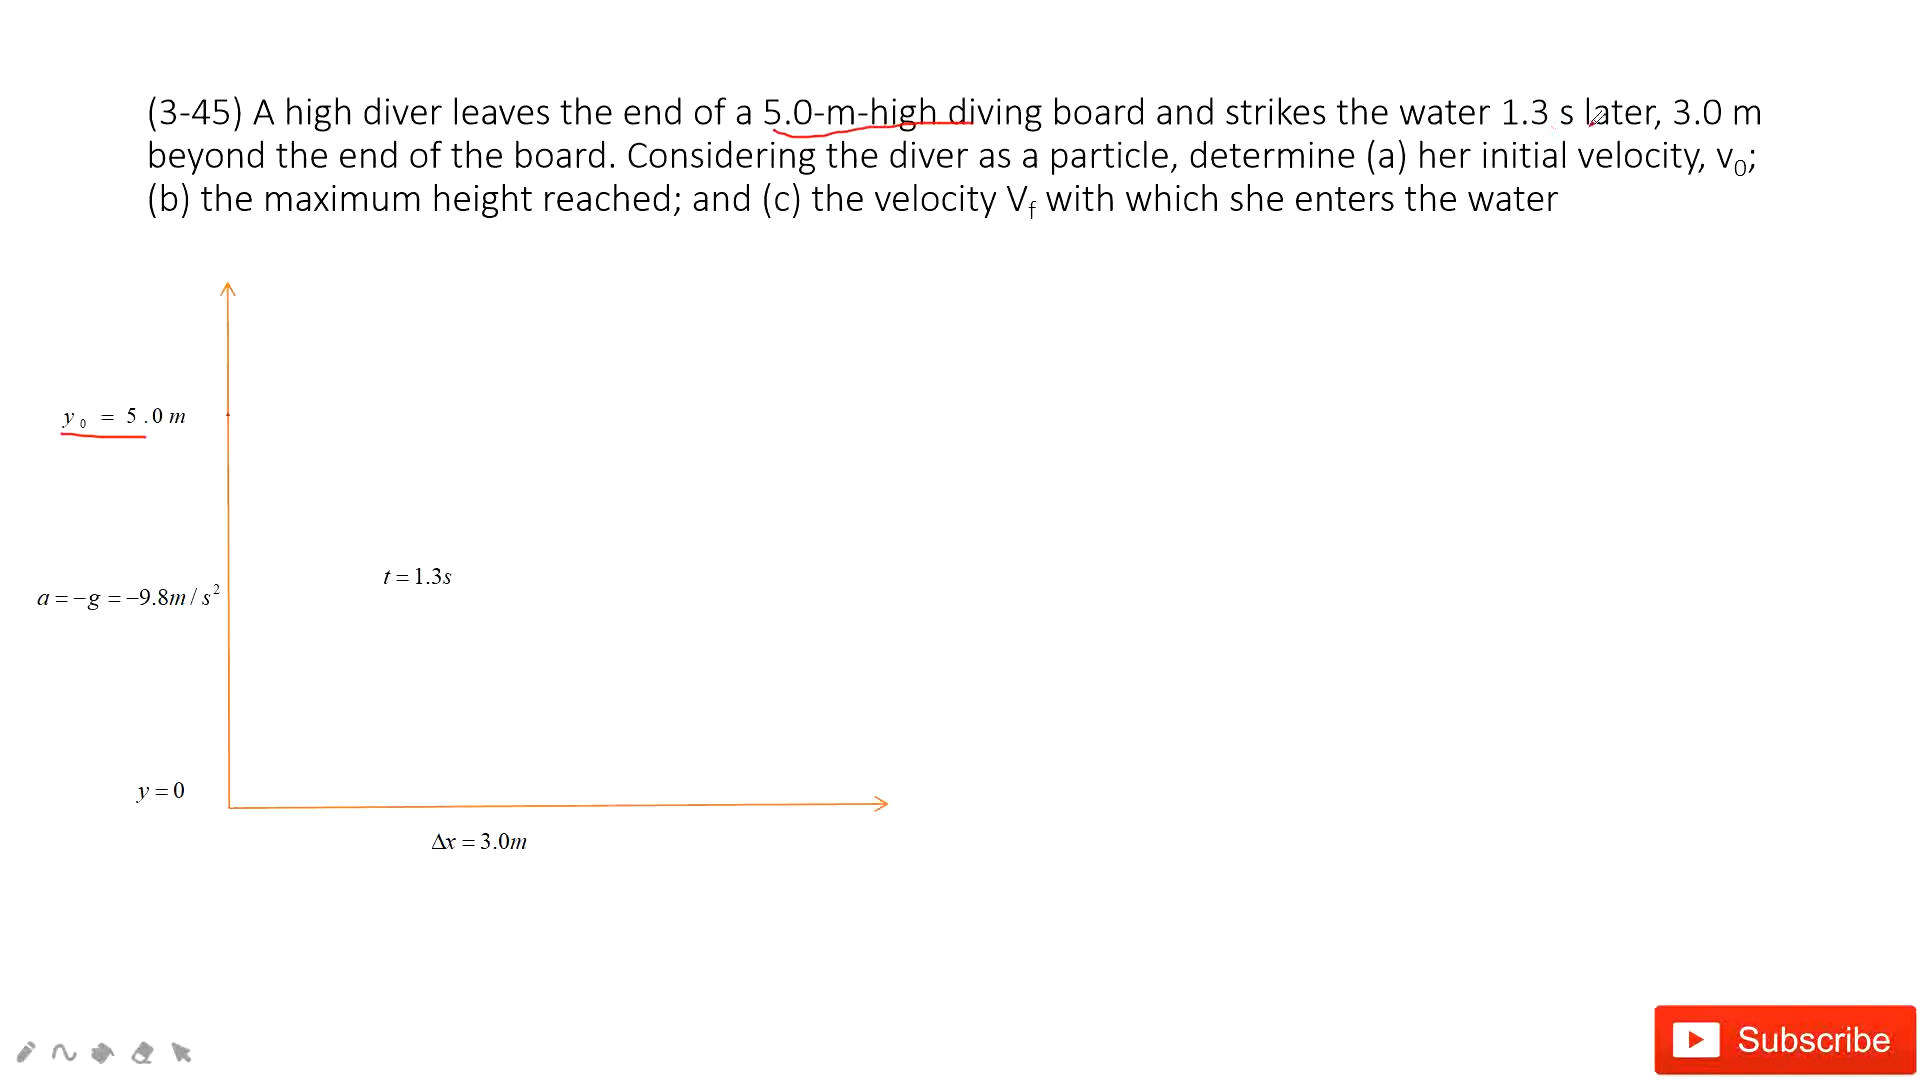 (3-45) A high diver leaves the end of a 5.0-m-high diving board and strikes the water 1.3 s later, 3.0 m
beyond the end of the board. Considering the diver as a particle, determine (a) her initial velocity, v₀;
(b) the maximum height reached; and (c) the velocity V_f with which she enters the water
y₀ = 5.0 m
t = 1.3s
a = −g = −9.8m / s²
y = 0
Δx = 3.0m
Subscribe